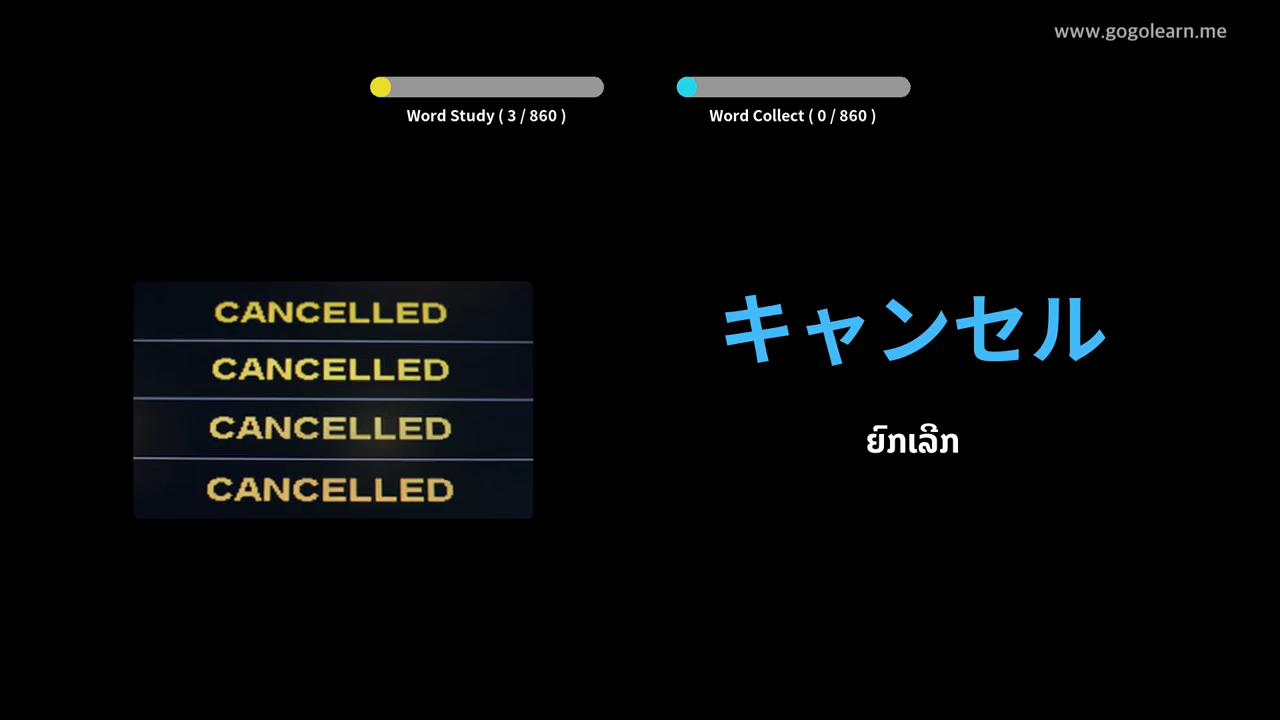 www.gogolearn.me
Word Study ( 3 / 860 )
Word Collect ( 0 / 860 )
CANCELLED
CANCELLED
CANCELLED
CANCELLED
キャンセル
ຍົກເລີກ